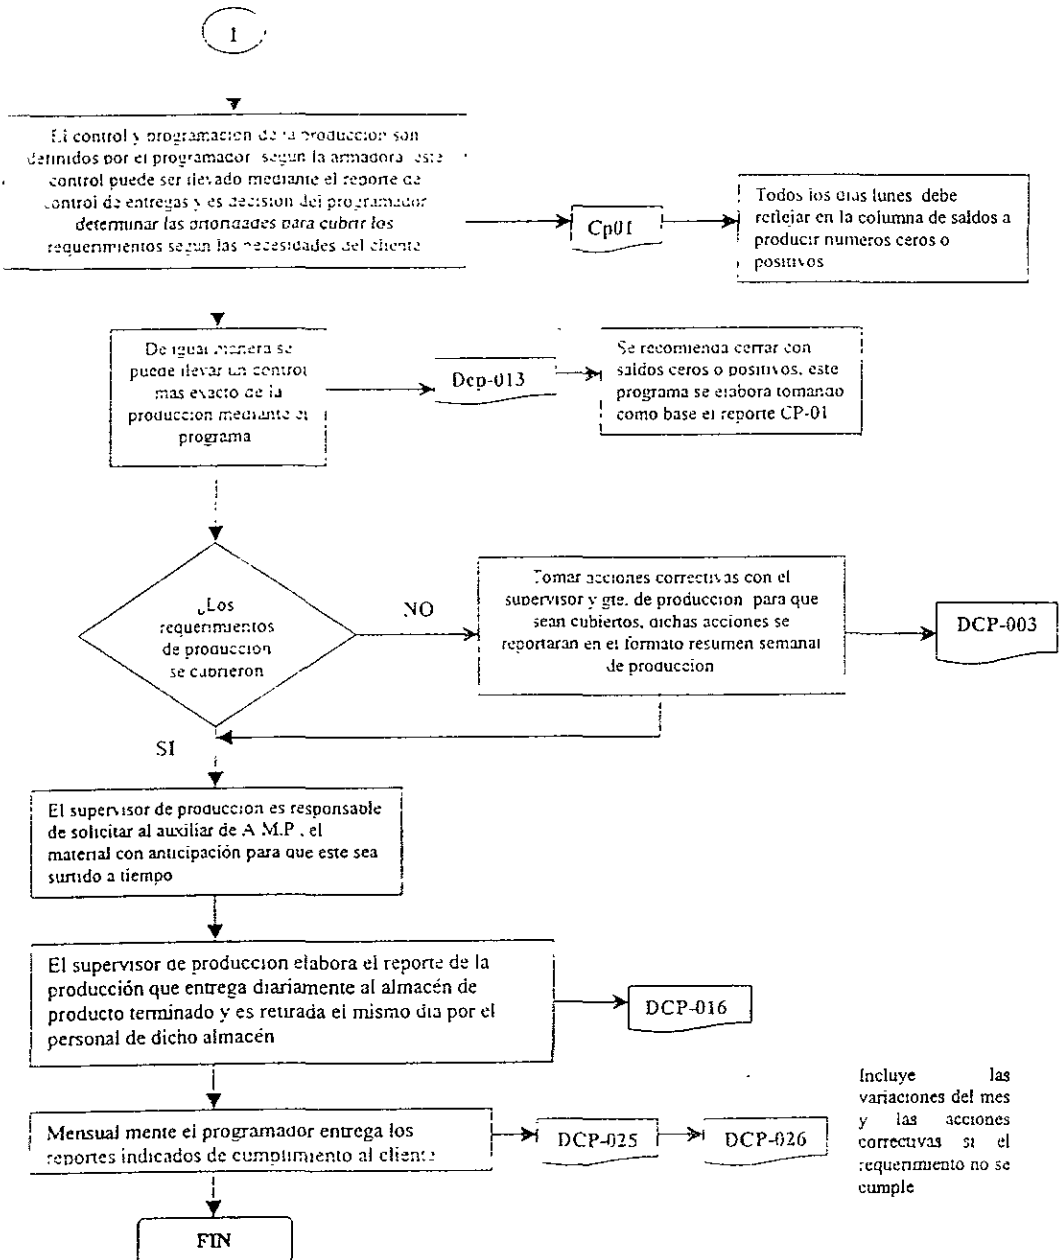 1
El control y programacion de la produccion son
definidos por el programador segun la armadora este
control puede ser llevado mediante el reporte de
control de entregas y es decision del programador
determinar las prioridades para cubrir los
requerimientos segun las necesidades del cliente
Cp01
Todos los dias lunes debe
reflejar en la columna de saldos a
producir numeros ceros o
positivos
De igual manera se
puede llevar un control
mas exacto de la
produccion mediante el
programa
Dcp-013
Se recomienda cerrar con
saldos ceros o positivos, este
programa se elabora tomando
como base el reporte CP-01
¿Los
requerimientos
de produccion
se cubrieron
NO
Tomar acciones correctivas con el
supervisor y gte. de produccion para que
sean cubiertos, dichas acciones se
reportaran en el formato resumen semanal
de produccion
DCP-003
SI
El supervisor de produccion es responsable
de solicitar al auxiliar de A.M.P. el
material con anticipación para que este sea
surtido a tiempo
El supervisor de produccion elabora el reporte de la
producción que entrega diariamente al almacén de
producto terminado y es retirada el mismo dia por el
personal de dicho almacén
DCP-016
Mensual mente el programador entrega los
reportes indicados de cumplimiento al cliente
DCP-025
DCP-026
Incluye las
variaciones del mes
y las acciones
correctivas si el
requerimiento no se
cumple
FIN